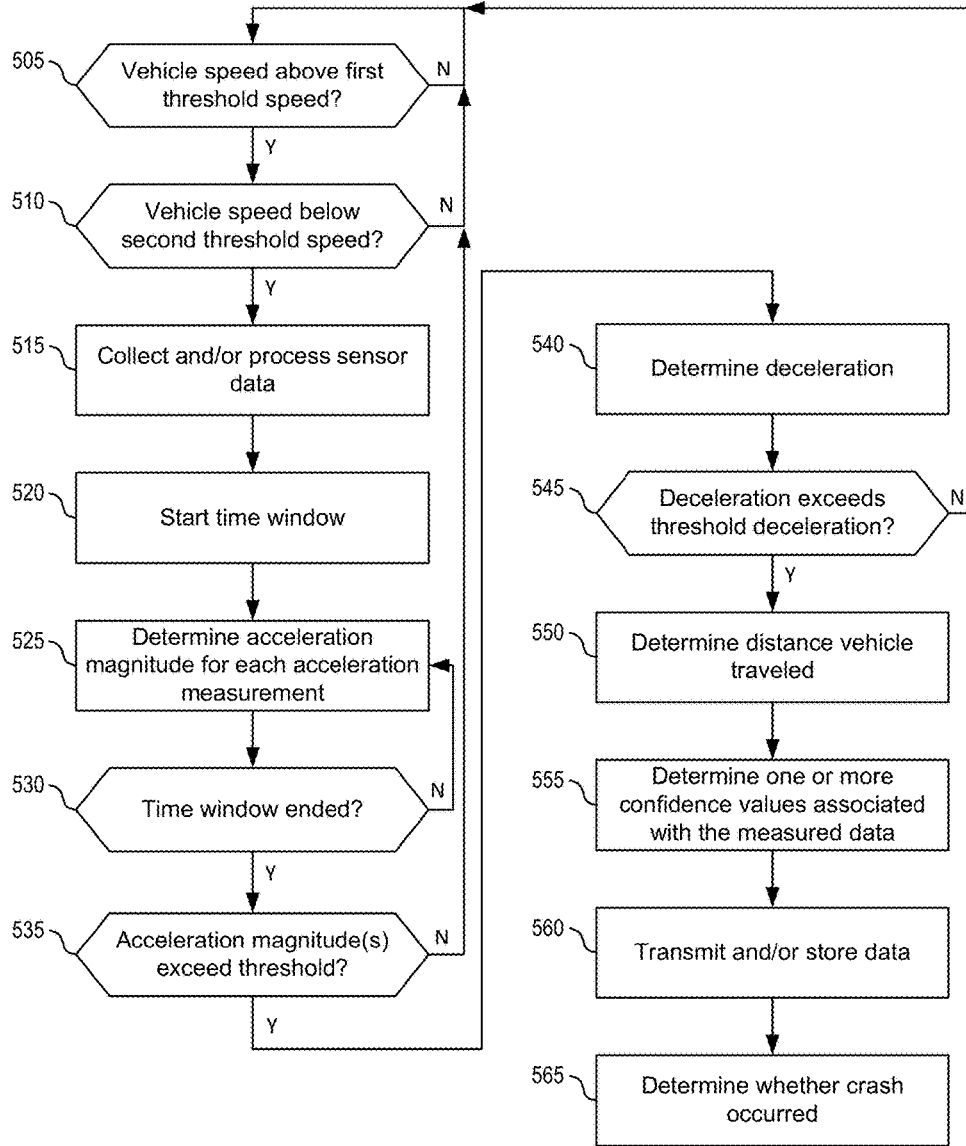 505
Vehicle speed above first
threshold speed?
N
Y
510
Vehicle speed below
second threshold speed?
N
Y
515
Collect and/or process sensor
data
520
Start time window
525
Determine acceleration
magnitude for each acceleration
measurement
530
Time window ended?
N
Y
535
Acceleration magnitude(s)
exceed threshold?
N
Y
540
Determine deceleration
545
Deceleration exceeds
threshold deceleration?
N
Y
550
Determine distance vehicle
traveled
555
Determine one or more
confidence values associated
with the measured data
560
Transmit and/or store data
565
Determine whether crash
occurred